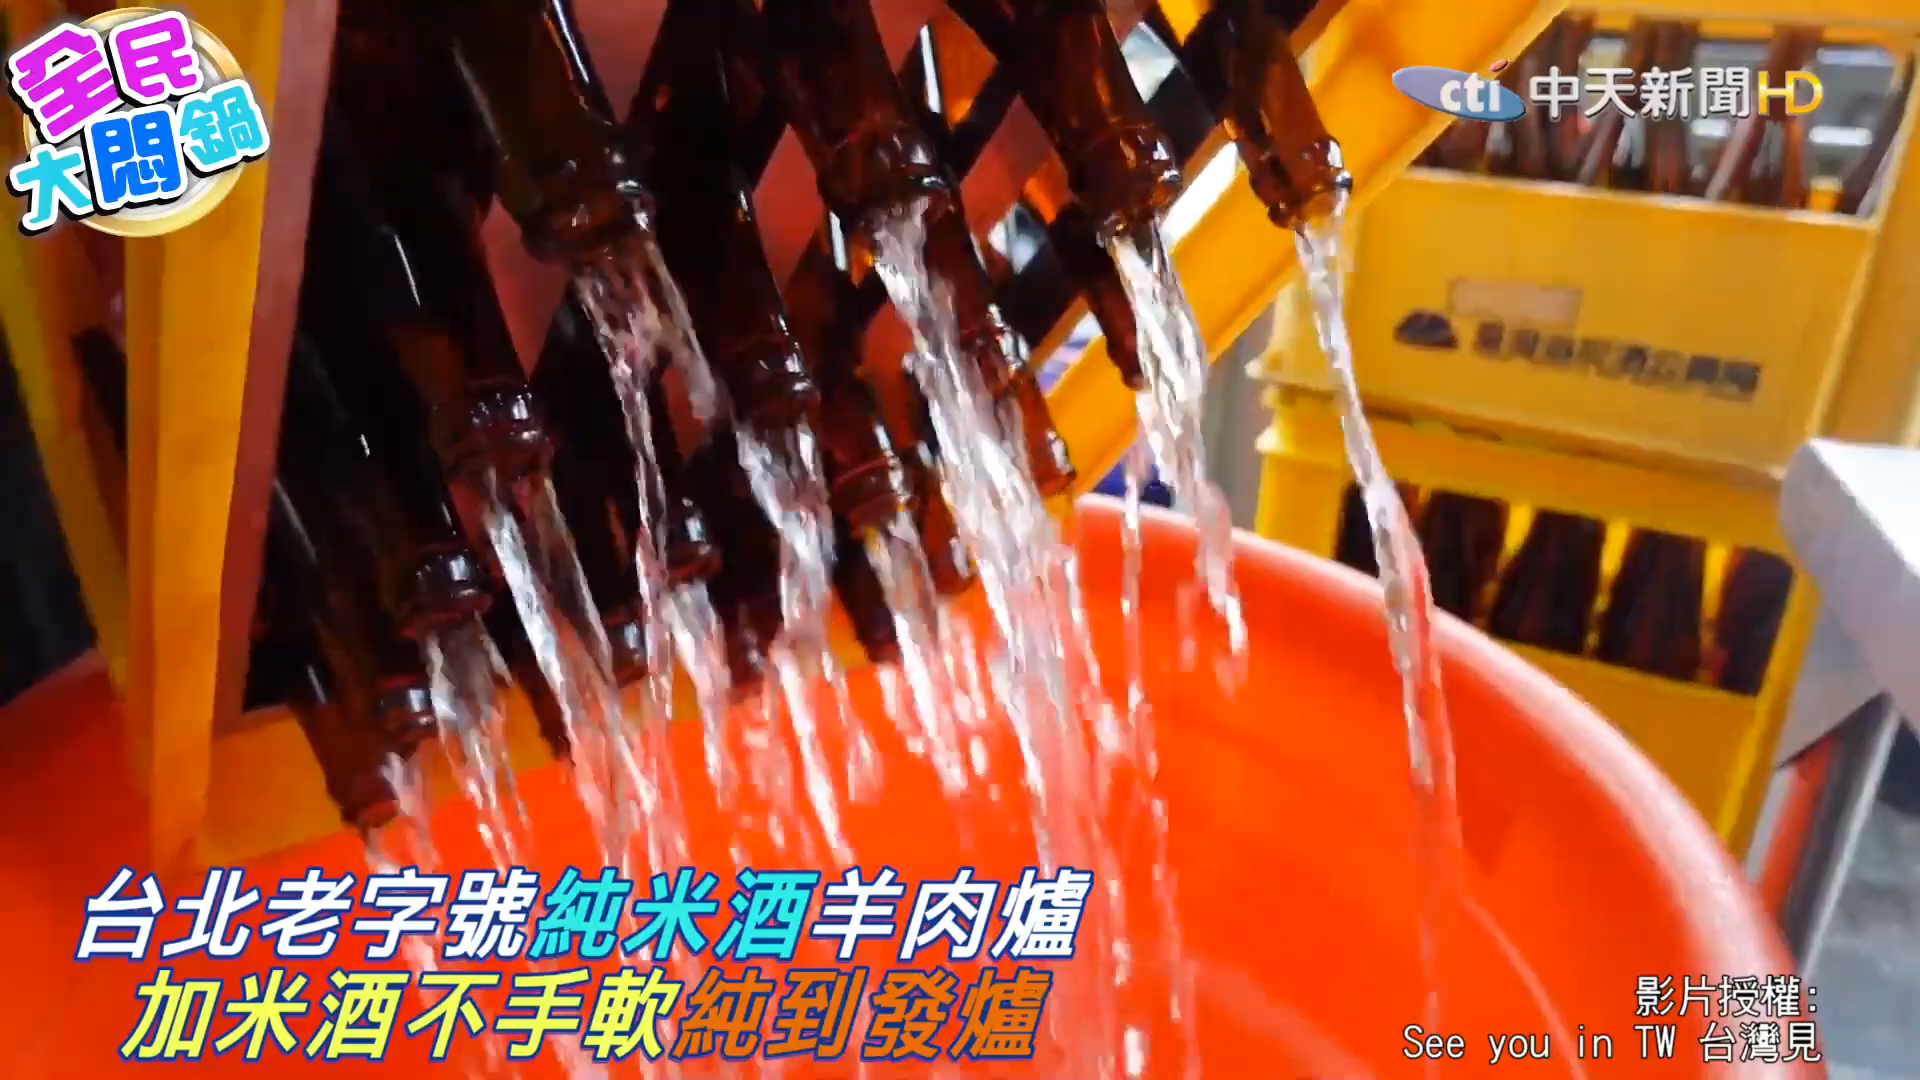 全民
大悶鍋
cti 中天新聞HD
台北老字號純米酒羊肉爐
加米酒不手軟純到發爐
影片授權:
See you in TW 台灣見